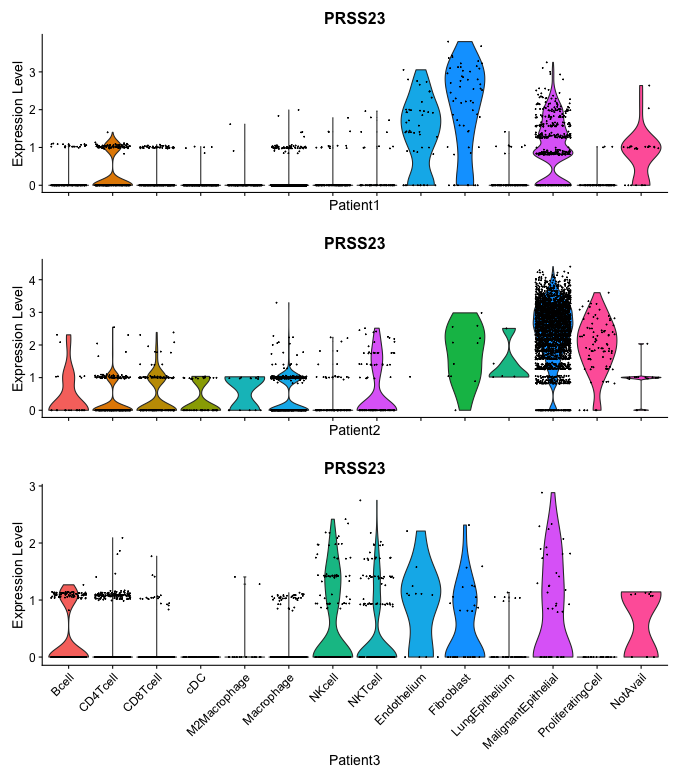 PRSS23
Expression Level
3
2
1
0
Patient1
PRSS23
Expression Level
4
3
2
1
0
Patient2
PRSS23
Expression Level
3
2
1
0
Bcell
CD4Tcell
CD8Tcell
cDC
M2Macrophage
Macrophage
NKcell
NKTcell
Endothelium
Fibroblast
LungEpithelium
MalignantEpithelial
ProliferatingCell
NotAvail
Patient3